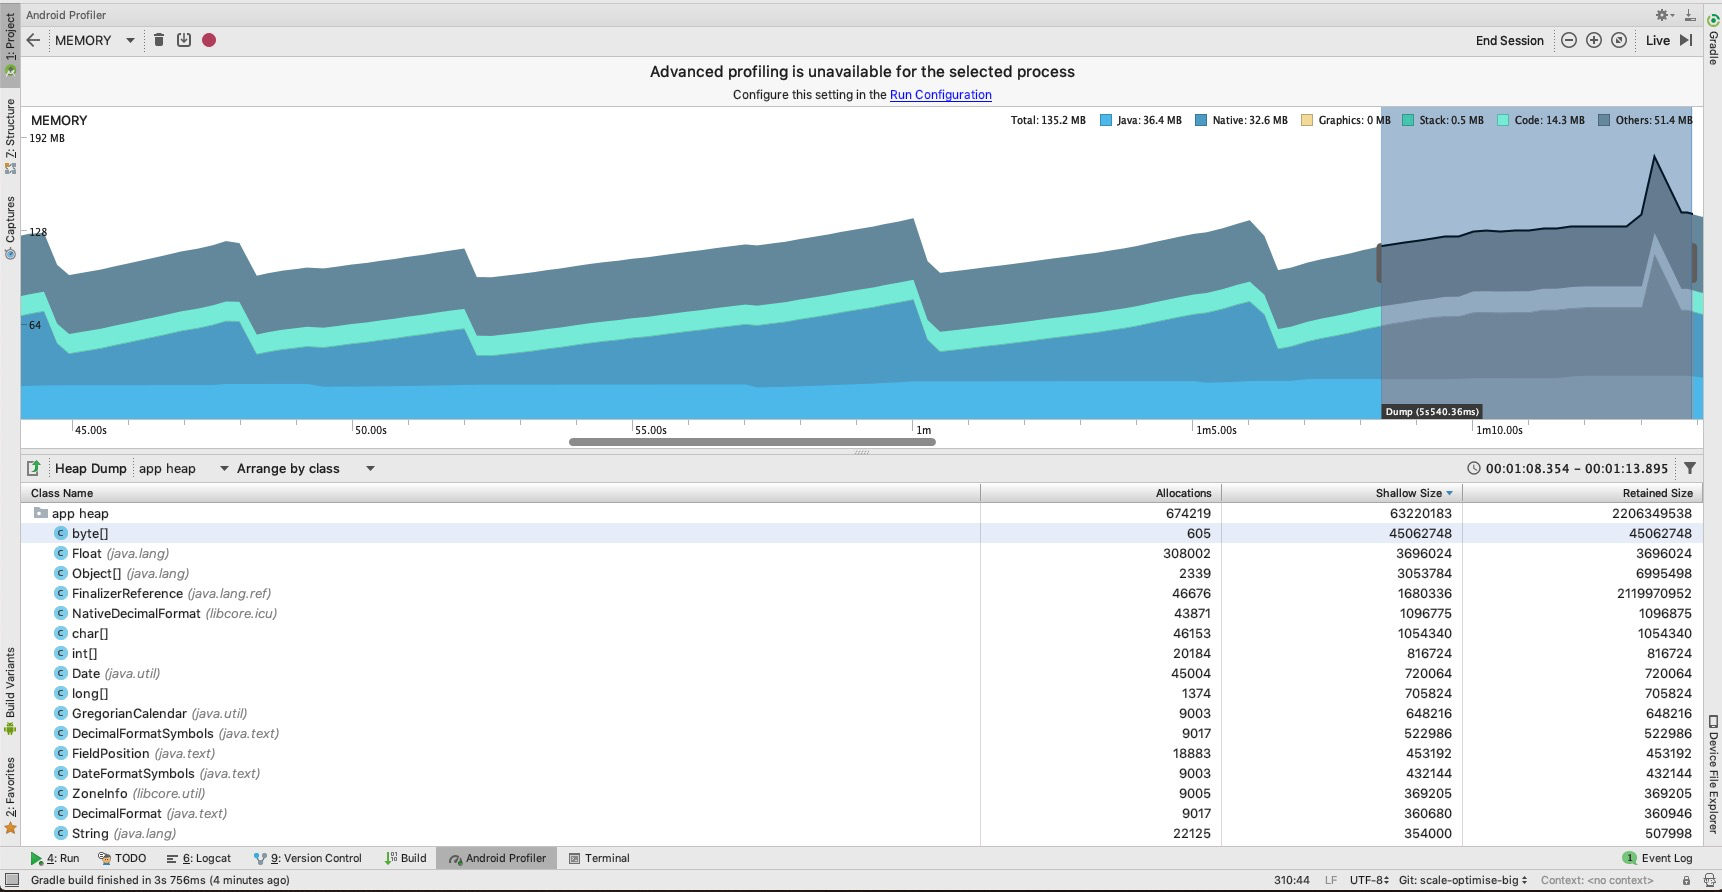 Android Profiler
MEMORY
End Session
Live
Advanced profiling is unavailable for the selected process
Configure this setting in the Run Configuration
MEMORY
Total: 135.2 MB Java: 36.4 MB Native: 32.6 MB Graphics: 0 MB Stack: 0.5 MB Code: 14.3 MB Others: 51.4 MB
192 MB
128
64
Dump (5s540.36ms)
45.00s 50.00s 55.00s 1m 1m5.00s 1m10.00s
Heap Dump app heap Arrange by class 00:01:08.354 - 00:01:13.895
Class Name Allocations Shallow Size Retained Size
app heap 674219 63220183 2206349538
byte[] 605 45062748 45062748
Float (java.lang) 308002 3696024 3696024
Object[] (java.lang) 2339 3053784 6995498
FinalizerReference (java.lang.ref) 46676 1680336 2119970952
NativeDecimalFormat (libcore.icu) 43871 1096775 1096875
char[] 46153 1054340 1054340
int[] 20184 816724 816724
Date (java.util) 45004 720064 720064
long[] 1374 705824 705824
GregorianCalendar (java.util) 9003 648216 648216
DecimalFormatSymbols (java.text) 9017 522986 522986
FieldPosition (java.text) 18883 453192 453192
DateFormatSymbols (java.text) 9003 432144 432144
ZoneInfo (libcore.util) 9005 369205 369205
DecimalFormat (java.text) 9017 360680 360946
String (java.lang) 22125 354000 507998
1: Project
7: Structure
Captures
Build Variants
2: Favorites
Gradle
Device File Explorer
4: Run TODO 6: Logcat 9: Version Control Build Android Profiler Terminal 1 Event Log
Gradle build finished in 3s 756ms (4 minutes ago) 310:44 LF UTF-8 Git: scale-optimise-big Context: <no context>